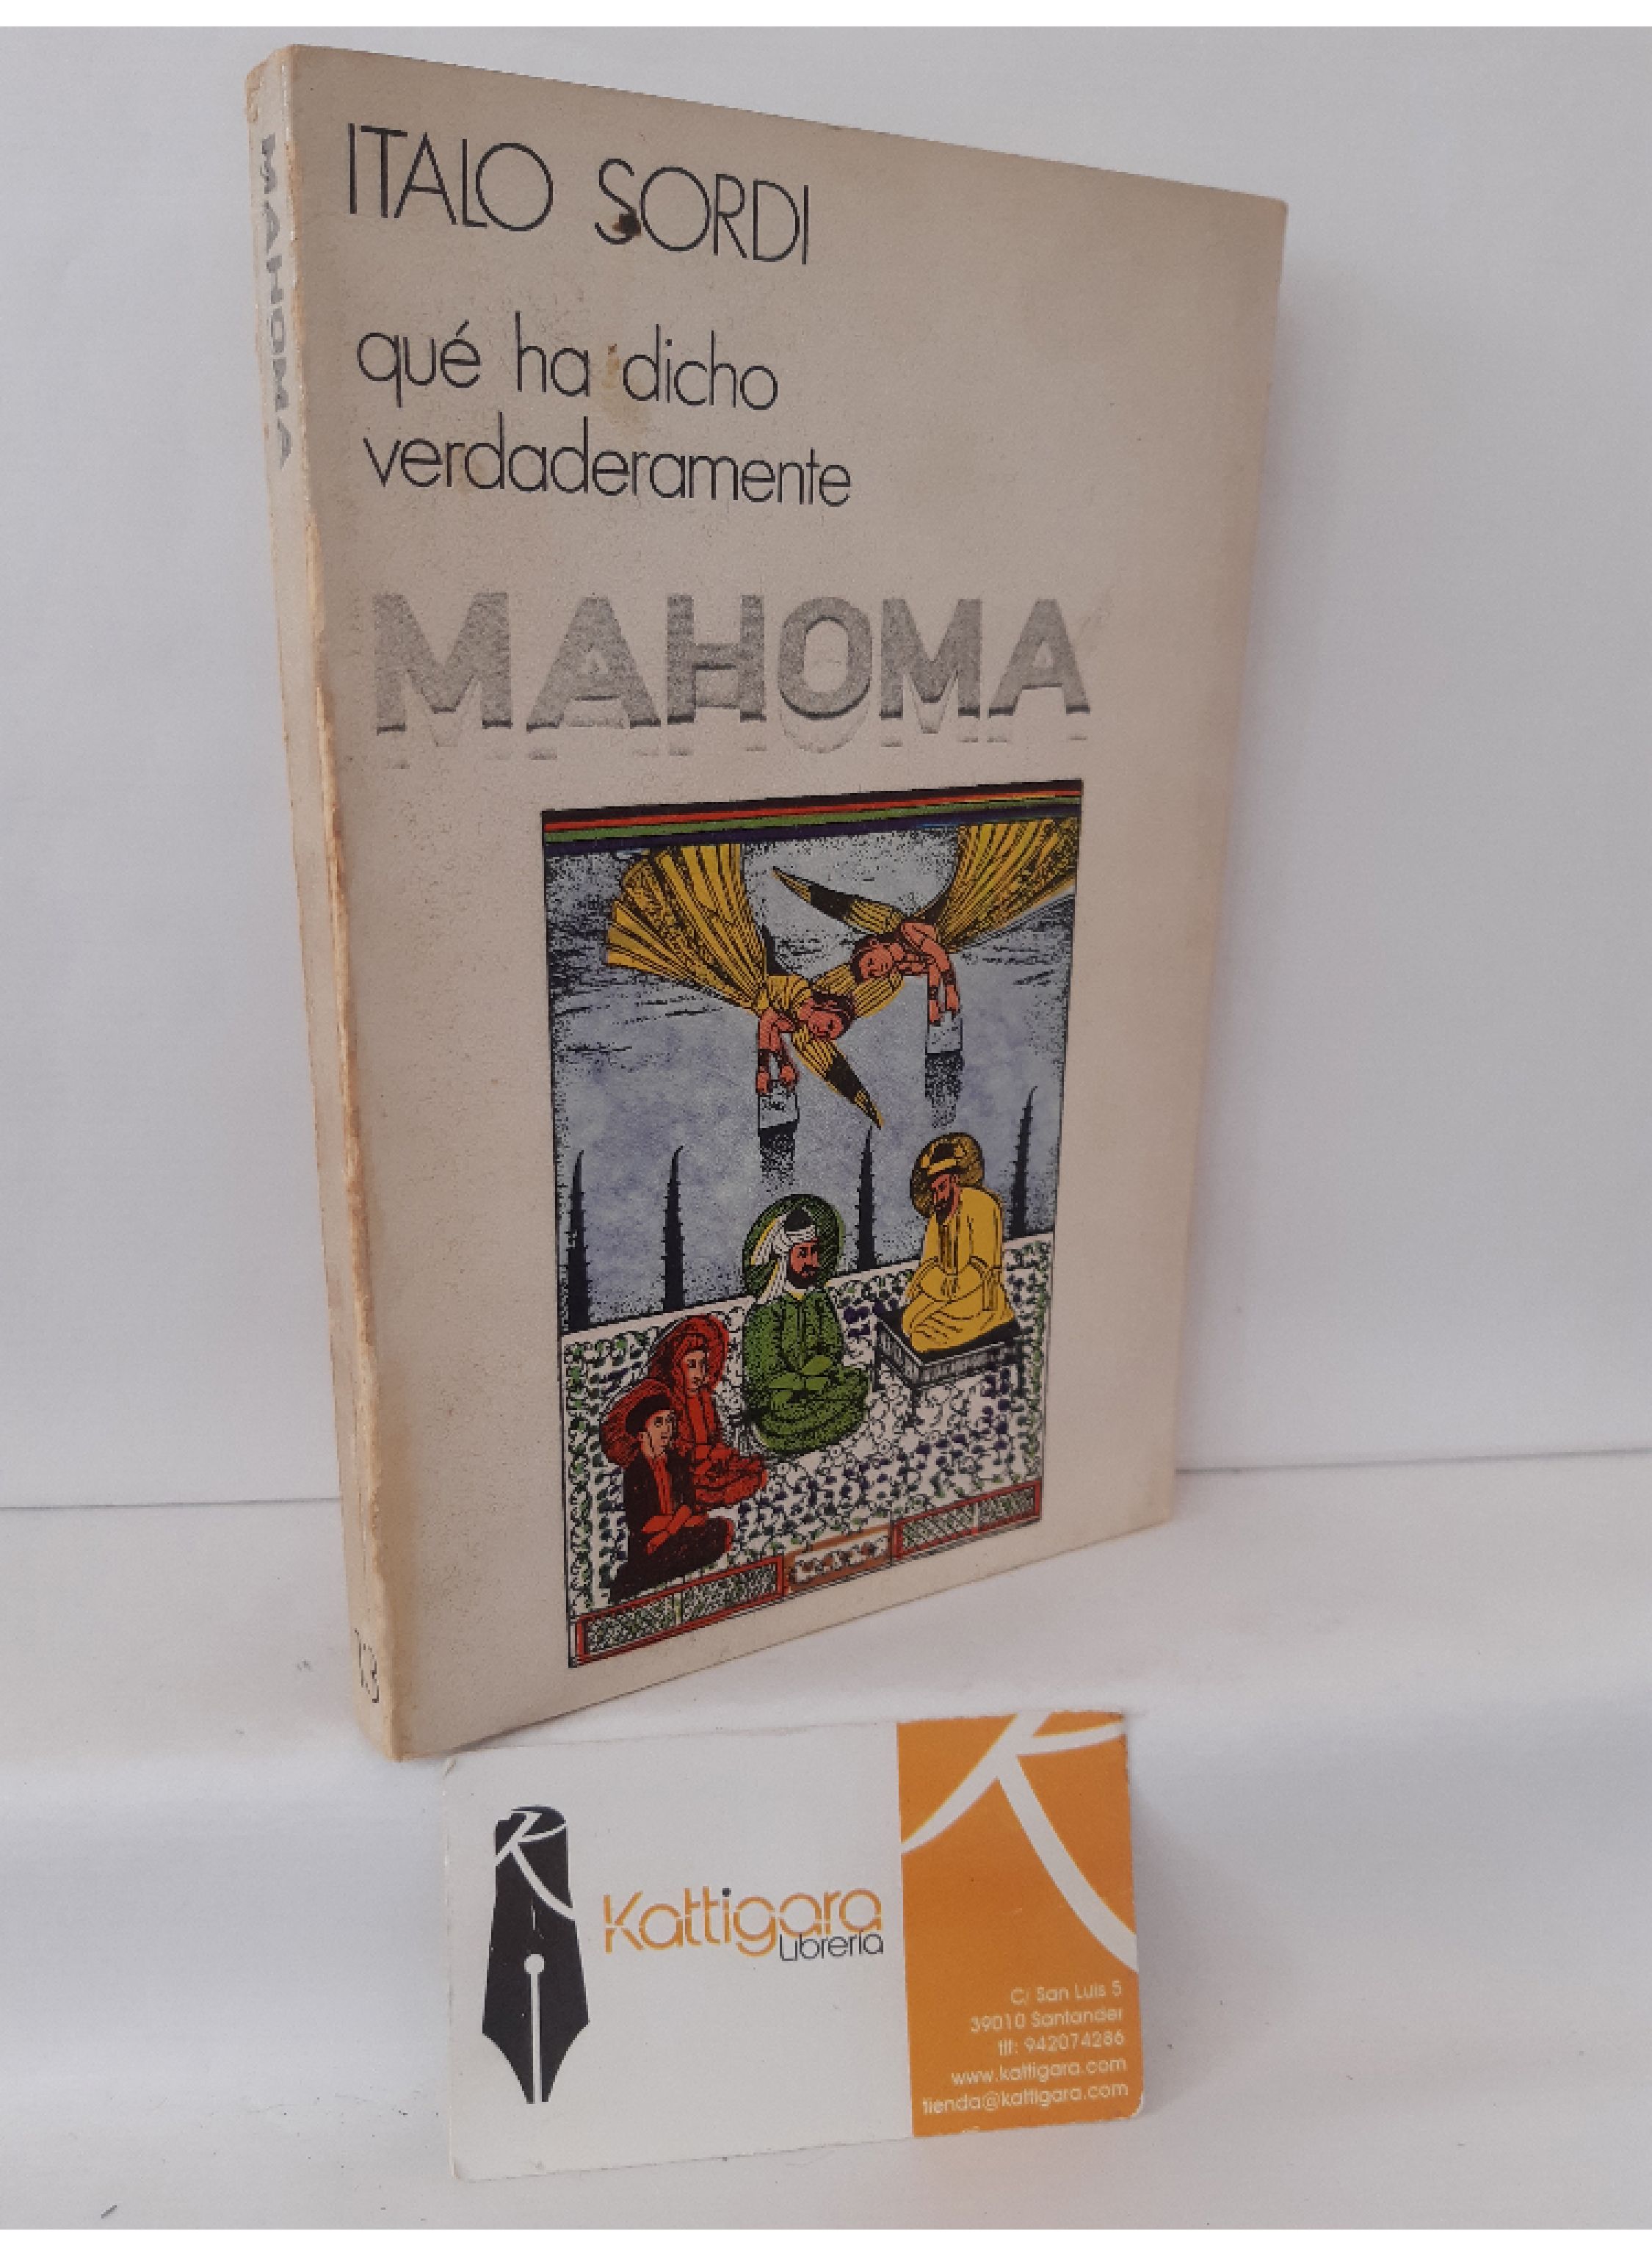 MAHOMA
13
ITALO SORDI
qué ha dicho
verdaderamente
MAHOMA
Kattigara
Librería
C/ San Luis 5
39010 Santander
tlf: 942074286
www.kattigara.com
tienda@kattigara.com